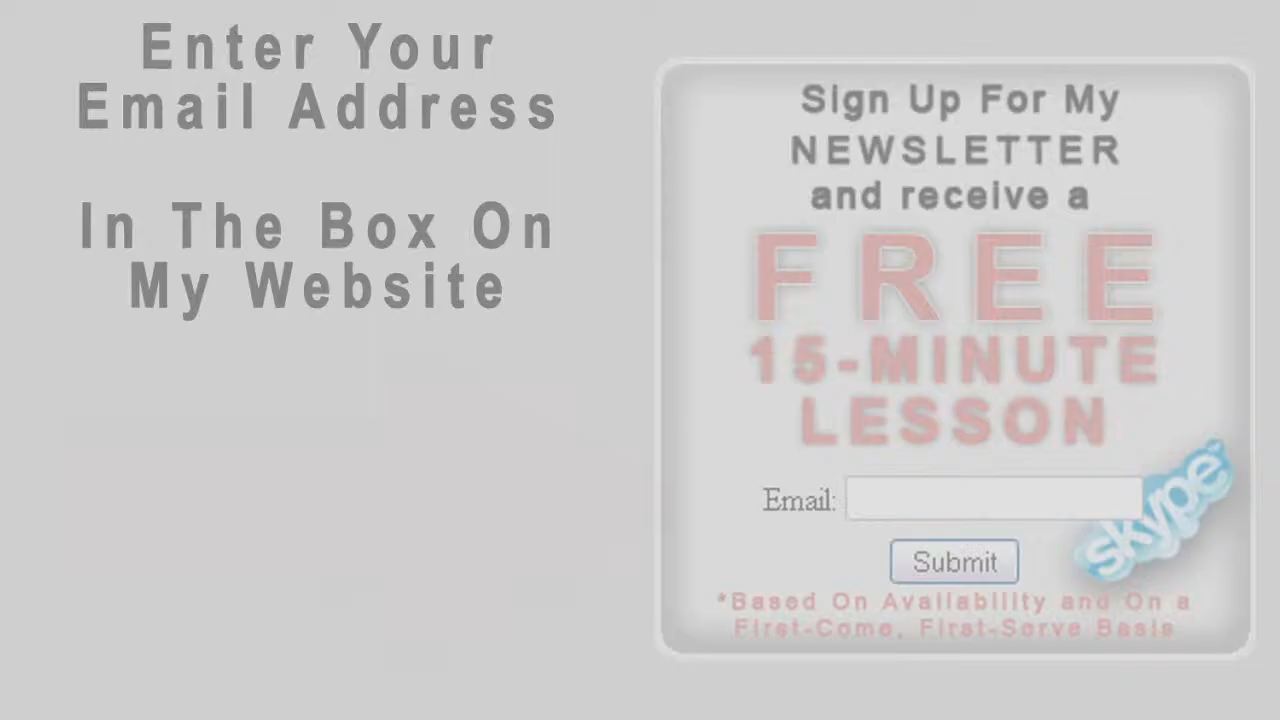 Enter Your
Email Address
In The Box On
My Website
Sign Up For My
NEWSLETTER
and receive a
FREE
15-MINUTE
LESSON
Email:
skype
Submit
*Based On Availability and On a
First-Come, First-Serve Basis